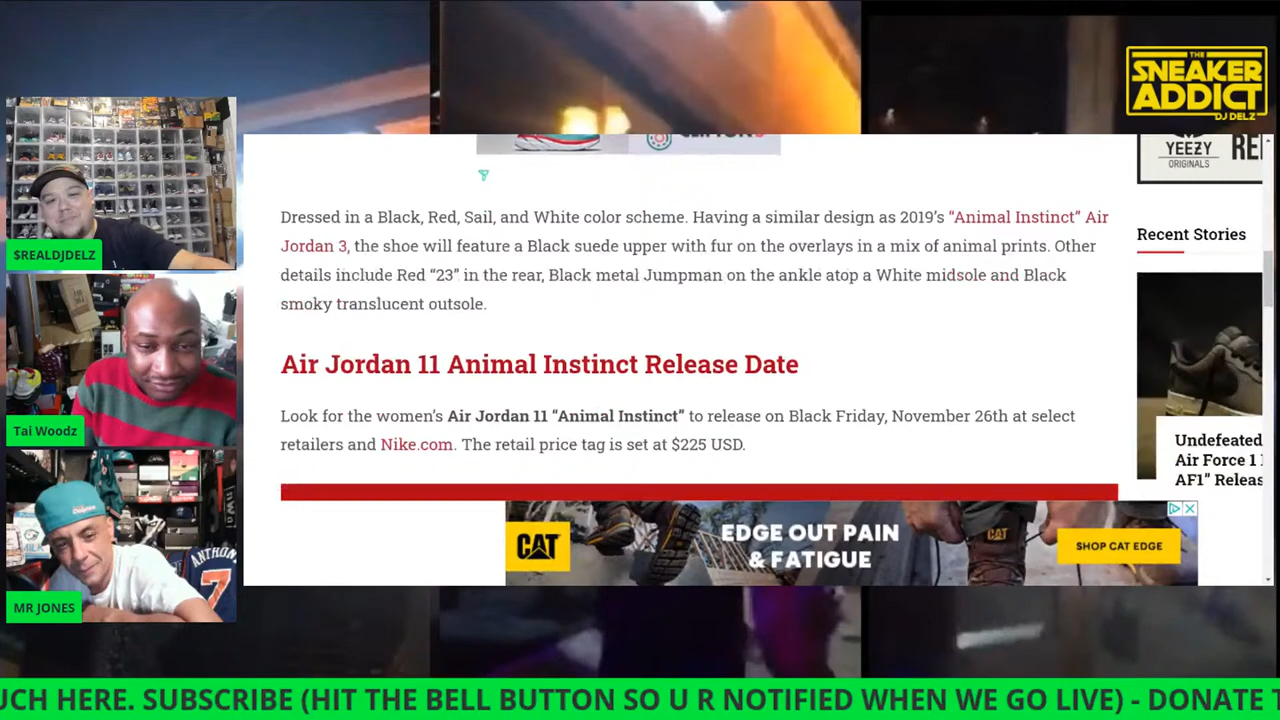 THE
SNEAKER
ADDICT
DJ DELZ
YEEZY
ORIGINALS
$REALDJDELZ
Tai Woodz
MR JONES
Dolphins
ANTHON
7
Dressed in a Black, Red, Sail, and White color scheme. Having a similar design as 2019’s “Animal Instinct” Air
Jordan 3, the shoe will feature a Black suede upper with fur on the overlays in a mix of animal prints. Other
details include Red “23” in the rear, Black metal Jumpman on the ankle atop a White midsole and Black
smoky translucent outsole.
Air Jordan 11 Animal Instinct Release Date
Look for the women’s Air Jordan 11 “Animal Instinct” to release on Black Friday, November 26th at select
retailers and Nike.com. The retail price tag is set at $225 USD.
Recent Stories
Undefeated
Air Force 1
AF1” Releas
CAT
EDGE OUT PAIN
& FATIGUE
CAT
SHOP CAT EDGE
UCH HERE. SUBSCRIBE (HIT THE BELL BUTTON SO U R NOTIFIED WHEN WE GO LIVE) - DONATE T